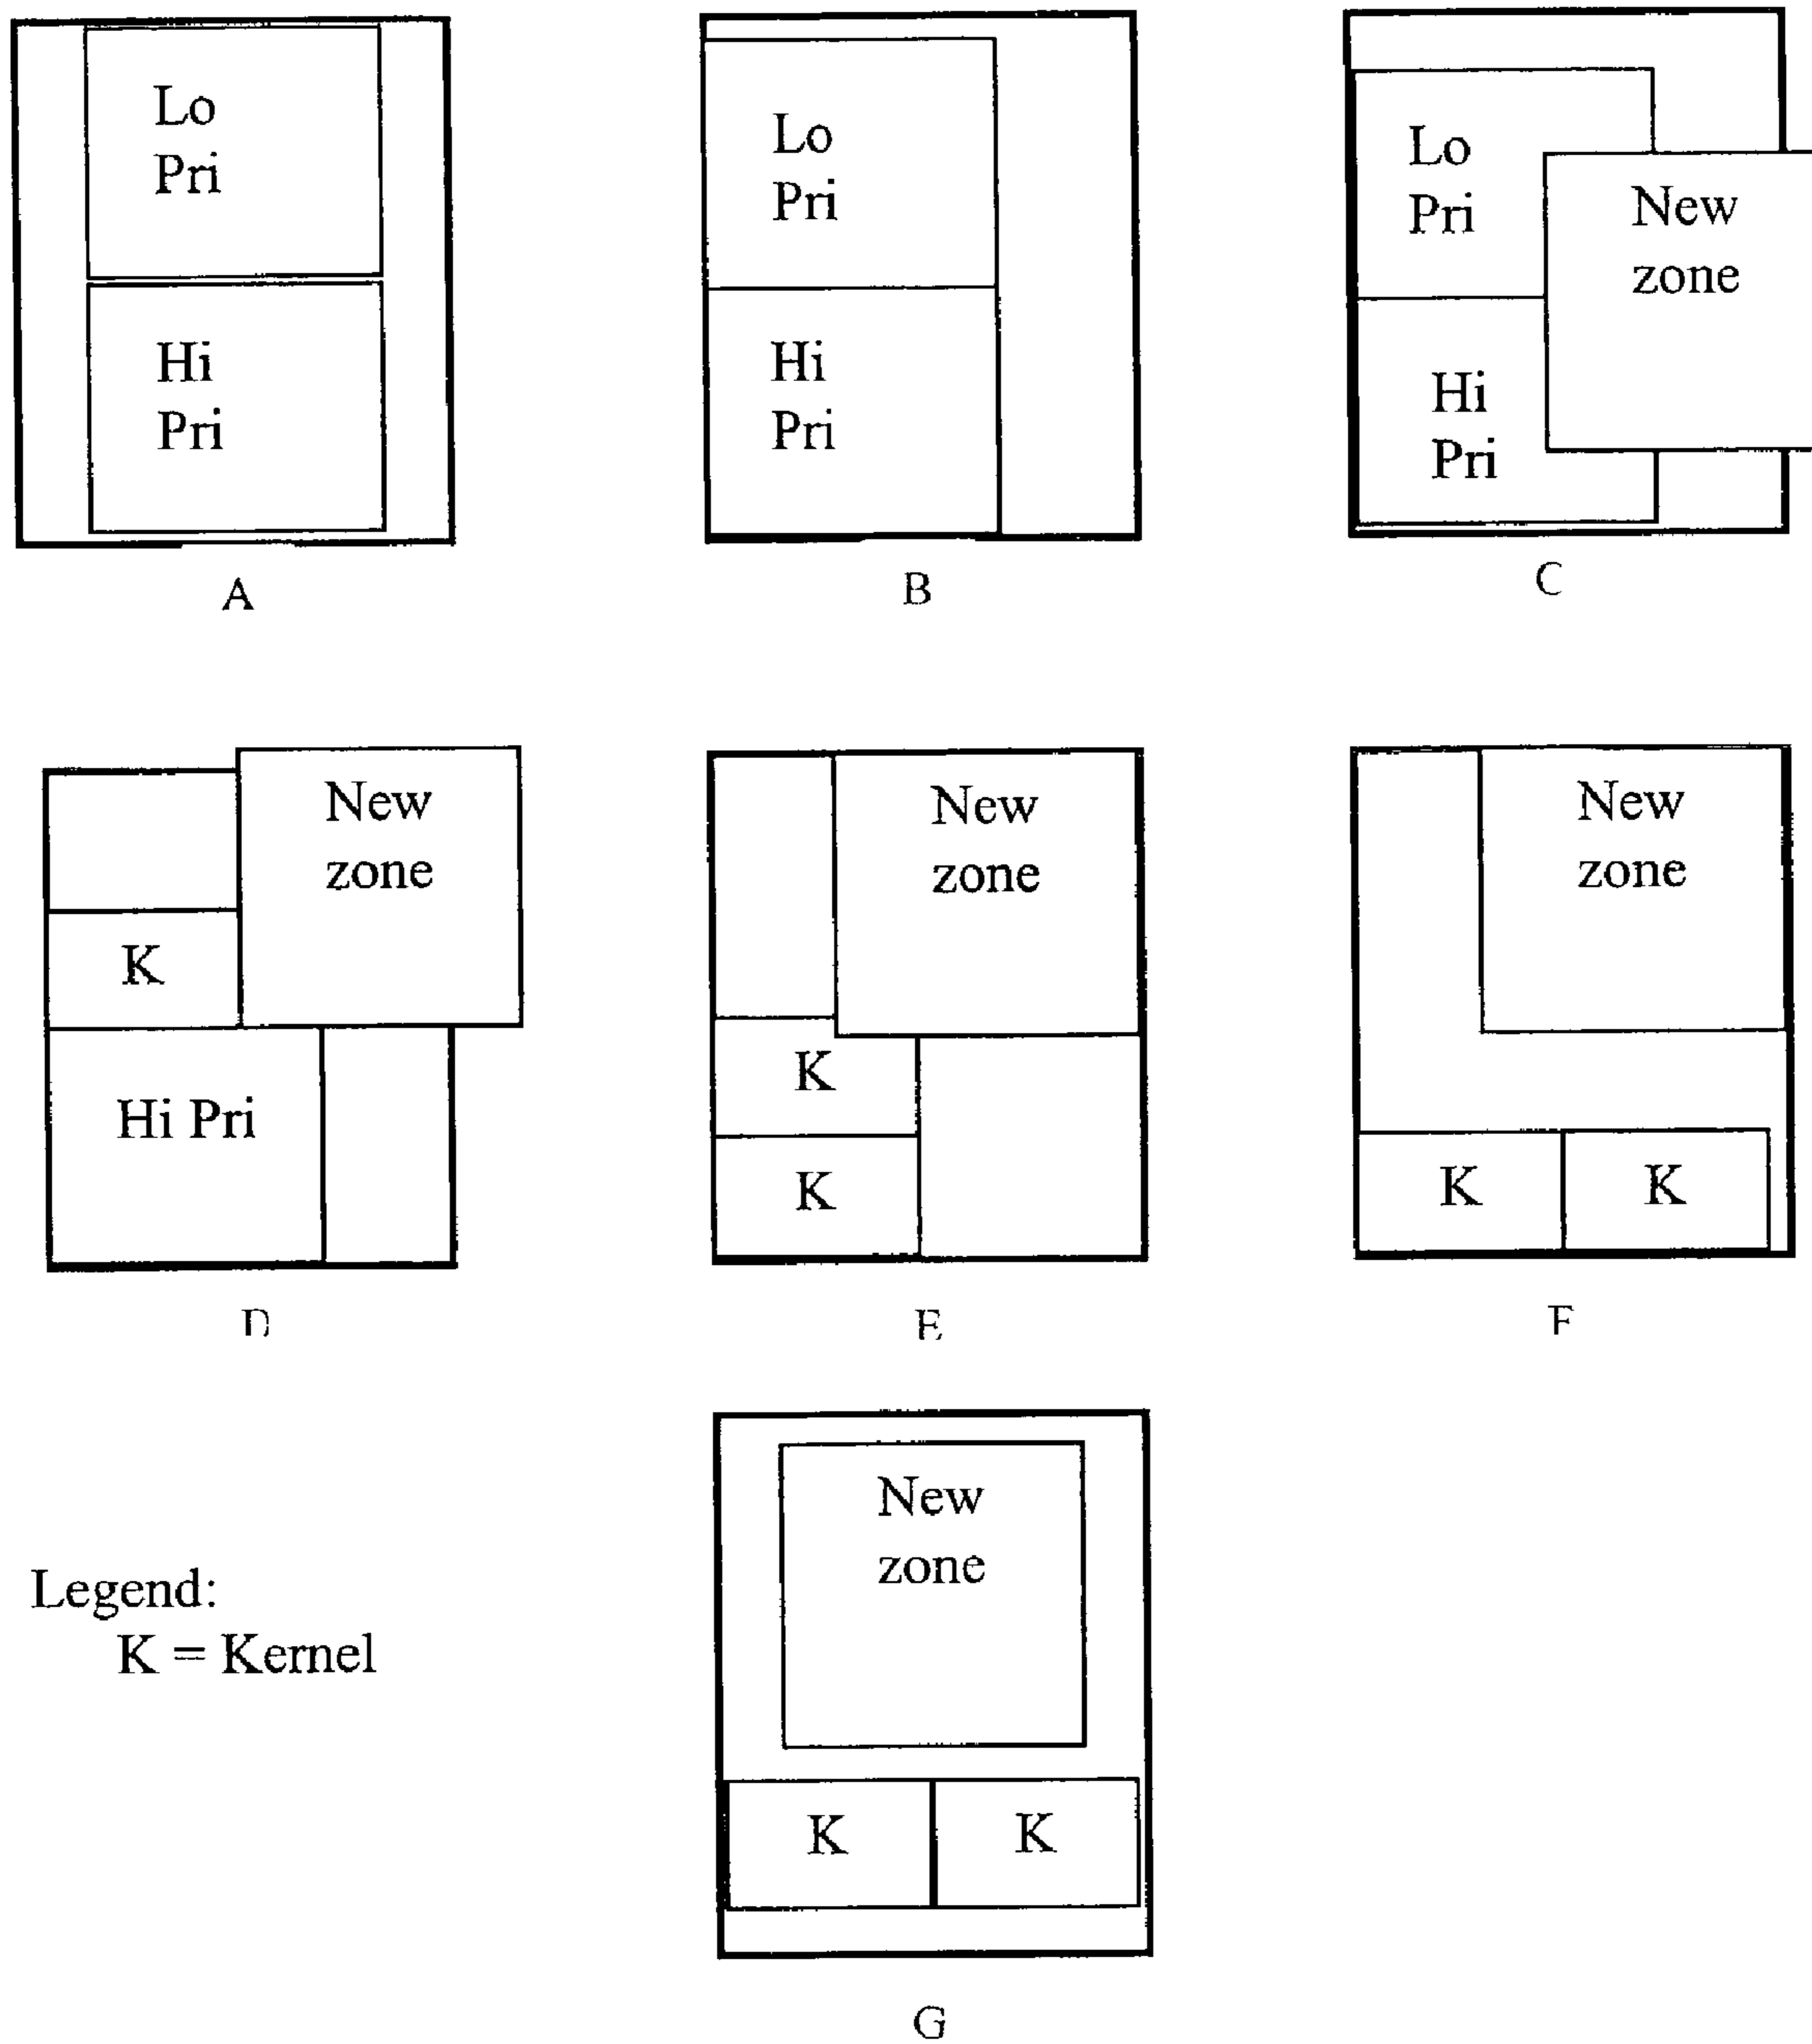 Lo
Pri
Hi
Pri
A
Lo
Pri
Hi
Pri
B
Lo
Pri
New
zone
Hi
Pri
C
New
zone
K
Hi Pri
D
New
zone
K
K
E
New
zone
K
K
F
New
zone
K
K
G
Legend:
K = Kernel